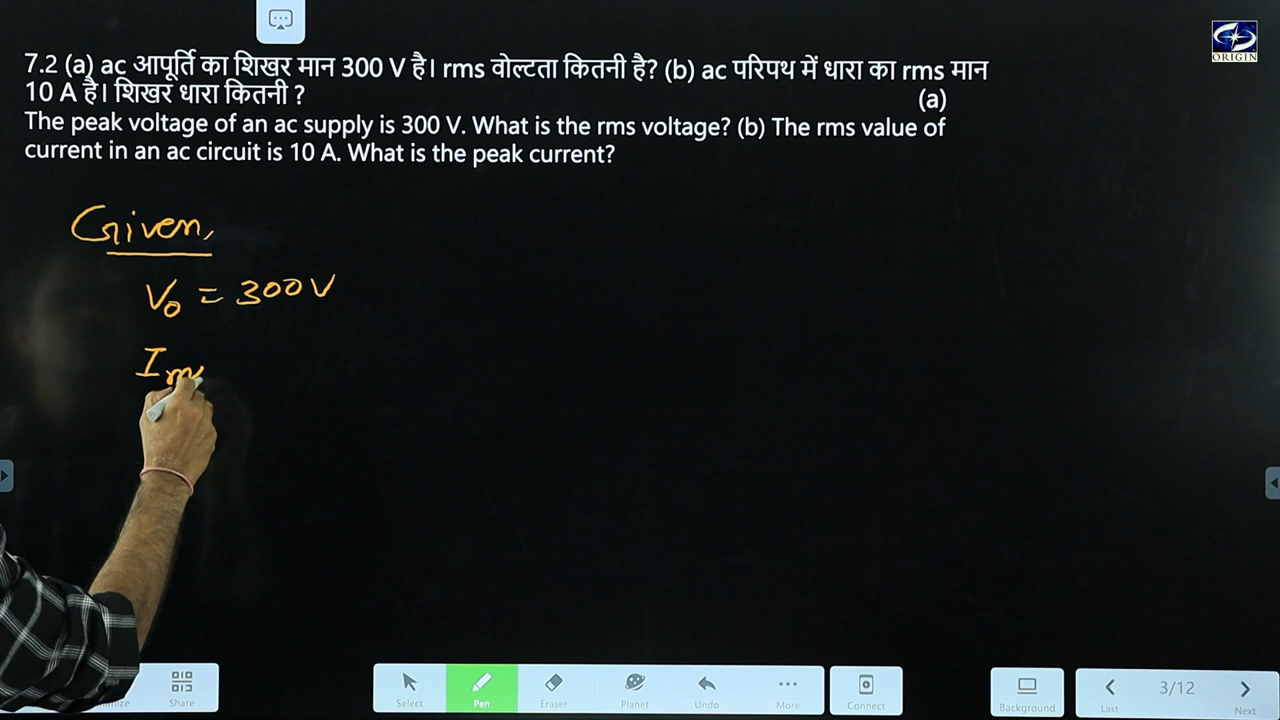 7.2 (a) ac आपूर्ति का शिखर मान 300 V है। rms वोल्टता कितनी है? (b) ac परिपथ में धारा का rms मान
10 A है। शिखर धारा कितनी ?
(a)
The peak voltage of an ac supply is 300 V. What is the rms voltage? (b) The rms value of
current in an ac circuit is 10 A. What is the peak current?
Given,
V₀ = 300 V
I
ORIGIN
Share
Select
Pen
Eraser
Planet
Undo
More
Connect
Background
3/12
Last
Next